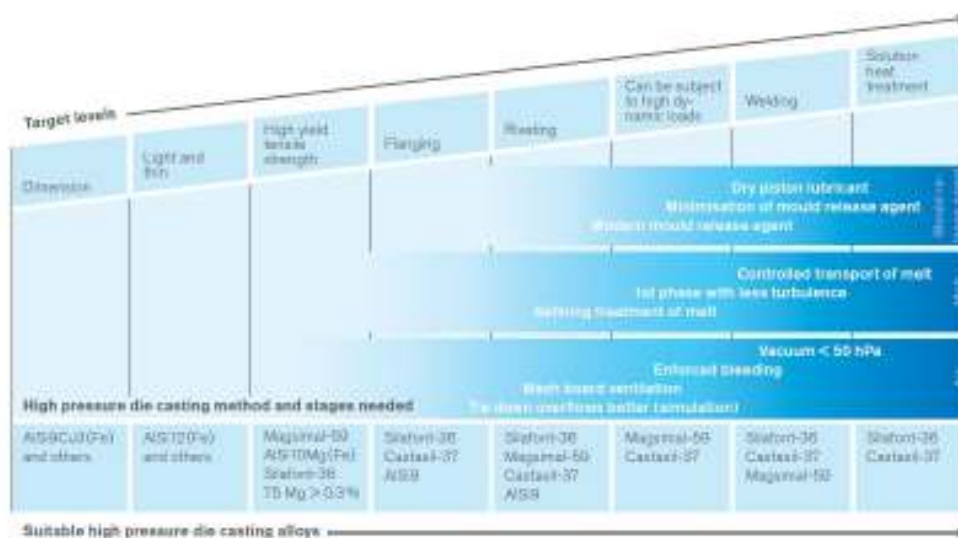 Target levels
Dimension
Light and
thin
High yield
tensile
strength
Flanging
Riveting
Can be subject
to high dy-
namic loads
Welding
Solution
heat
treatment
Dry piston lubricant
Minimisation of mould release agent
Modern mould release agent
Controlled transport of melt
1st phase with less turbulence
Refining treatment of melt
Vacuum < 50 hPa
Enforced bleeding
Wash board ventilation
overflows better (simulation)
High pressure die casting method and stages needed
AlSi9Cu3(Fe)
and others
AlSi12(Fe)
and others
Magsimal-59
AlSi10Mg(Fe)
Silafont-36
T5 Mg > 0.3%
Silafont-36
Castasil-37
AlSi9
Silafont-36
Magsimal-59
Castasil-37
AlSi9
Magsimal-59
Castasil-37
Silafont-36
Castasil-37
Magsimal-59
Silafont-36
Castasil-37
Suitable high pressure die casting alloys